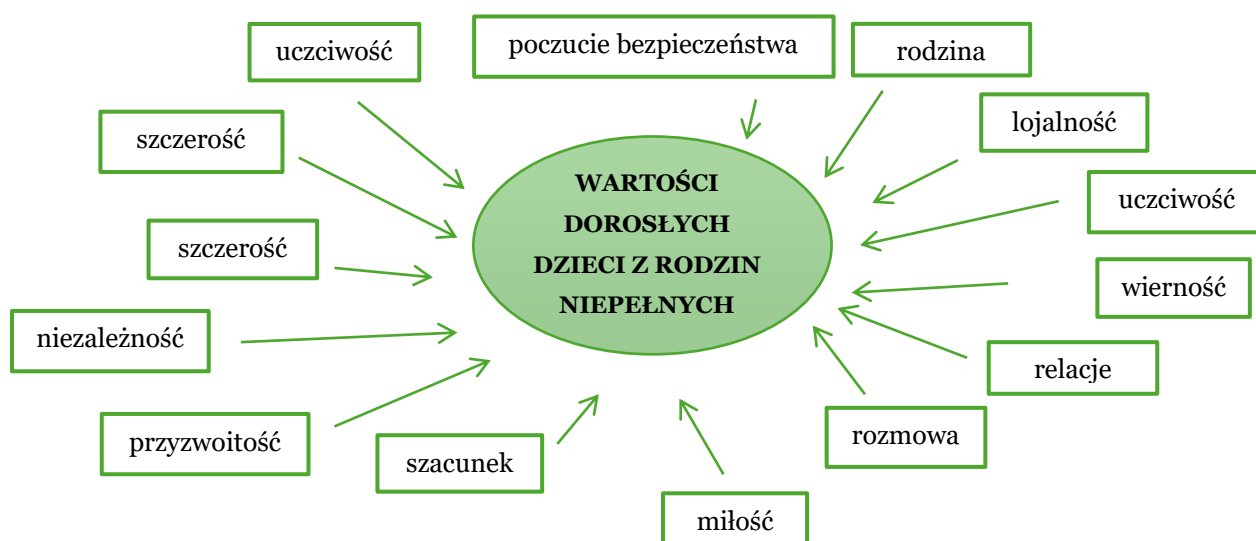 uczciwość
poczucie bezpieczeństwa
rodzina
szczerość
lojalność
WARTOŚCI
DOROSŁYCH
DZIECI Z RODZIN
NIEPEŁNYCH
uczciwość
szczerość
wierność
niezależność
relacje
przyzwoitość
szacunek
rozmowa
miłość